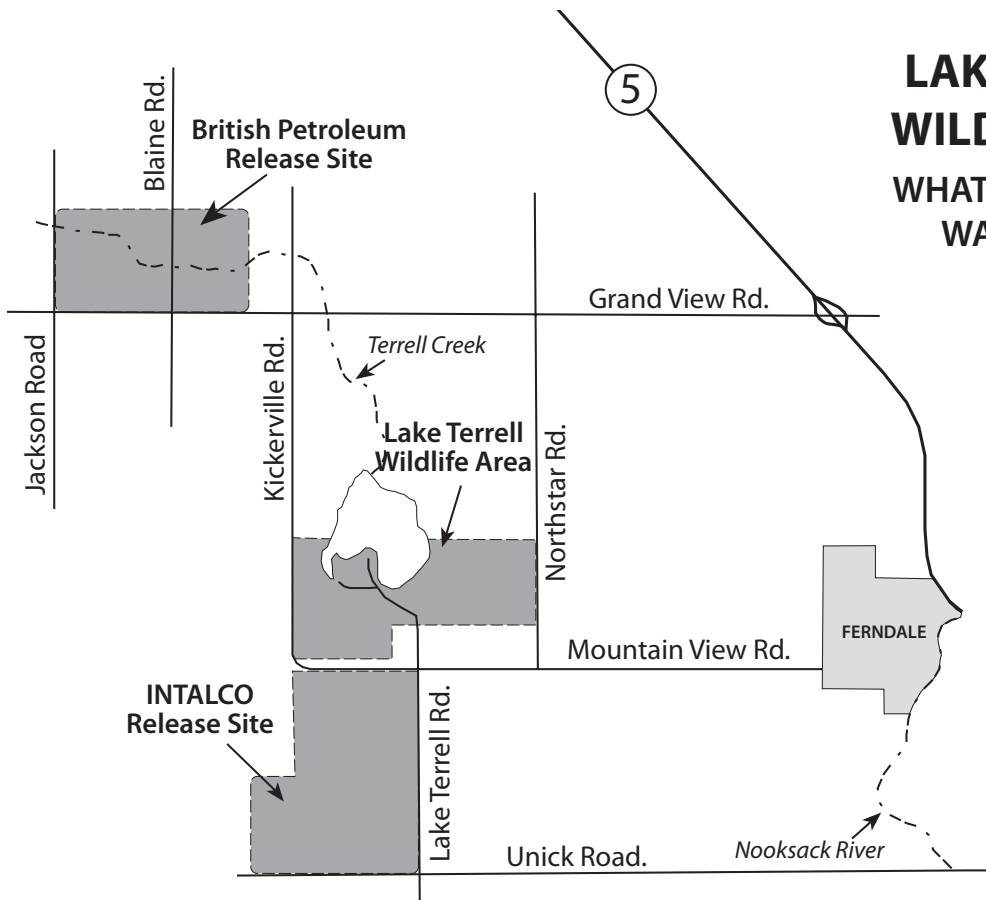 5
LAK
WILD
WHAT
WA
Blaine Rd.
British Petroleum
Release Site
Grand View Rd.
Jackson Road
Kickerville Rd.
Terrell Creek
Lake Terrell
Wildlife Area
Northstar Rd.
FERNDALE
Mountain View Rd.
INTALCO
Release Site
Lake Terrell Rd.
Unick Road.
Nooksack River